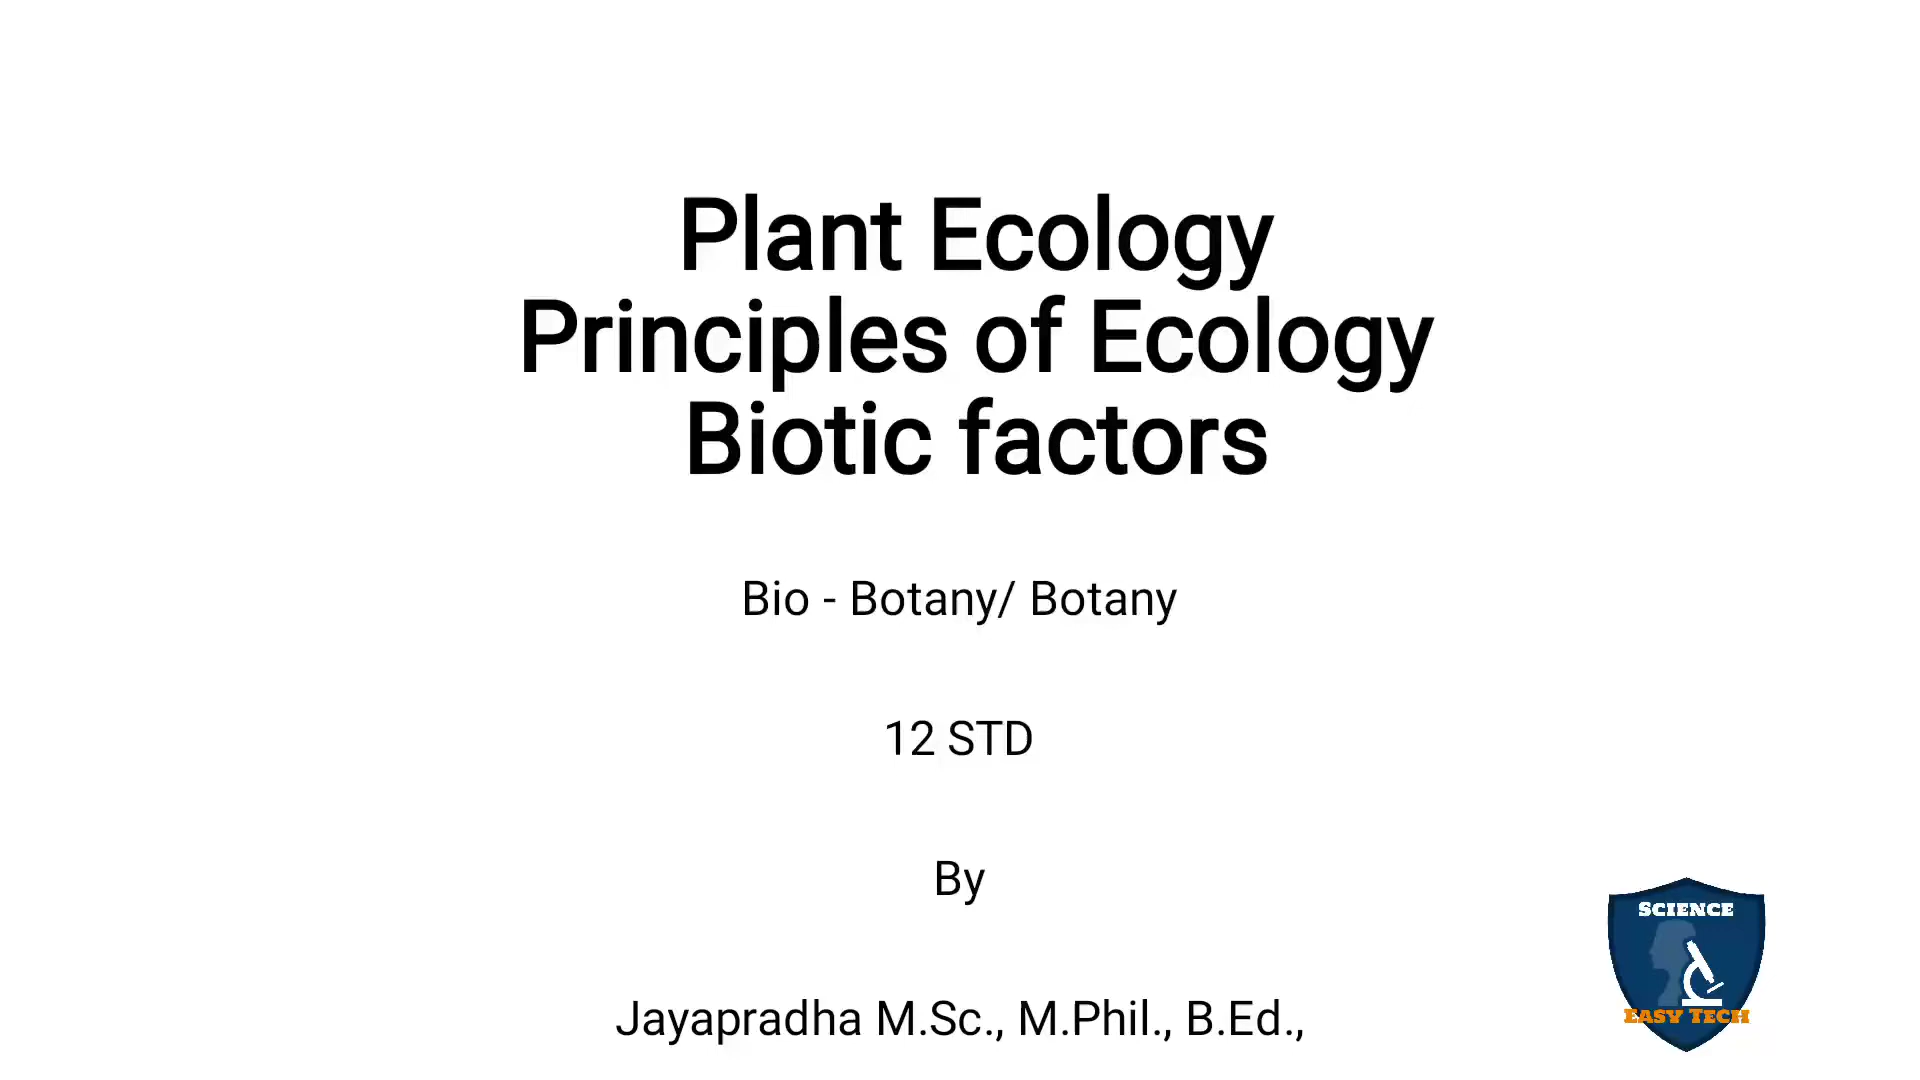 Plant Ecology
Principles of Ecology
Biotic factors
Bio - Botany/ Botany
12 STD
By
Jayapradha M.Sc., M.Phil., B.Ed.,
SCIENCE
EASY TECH